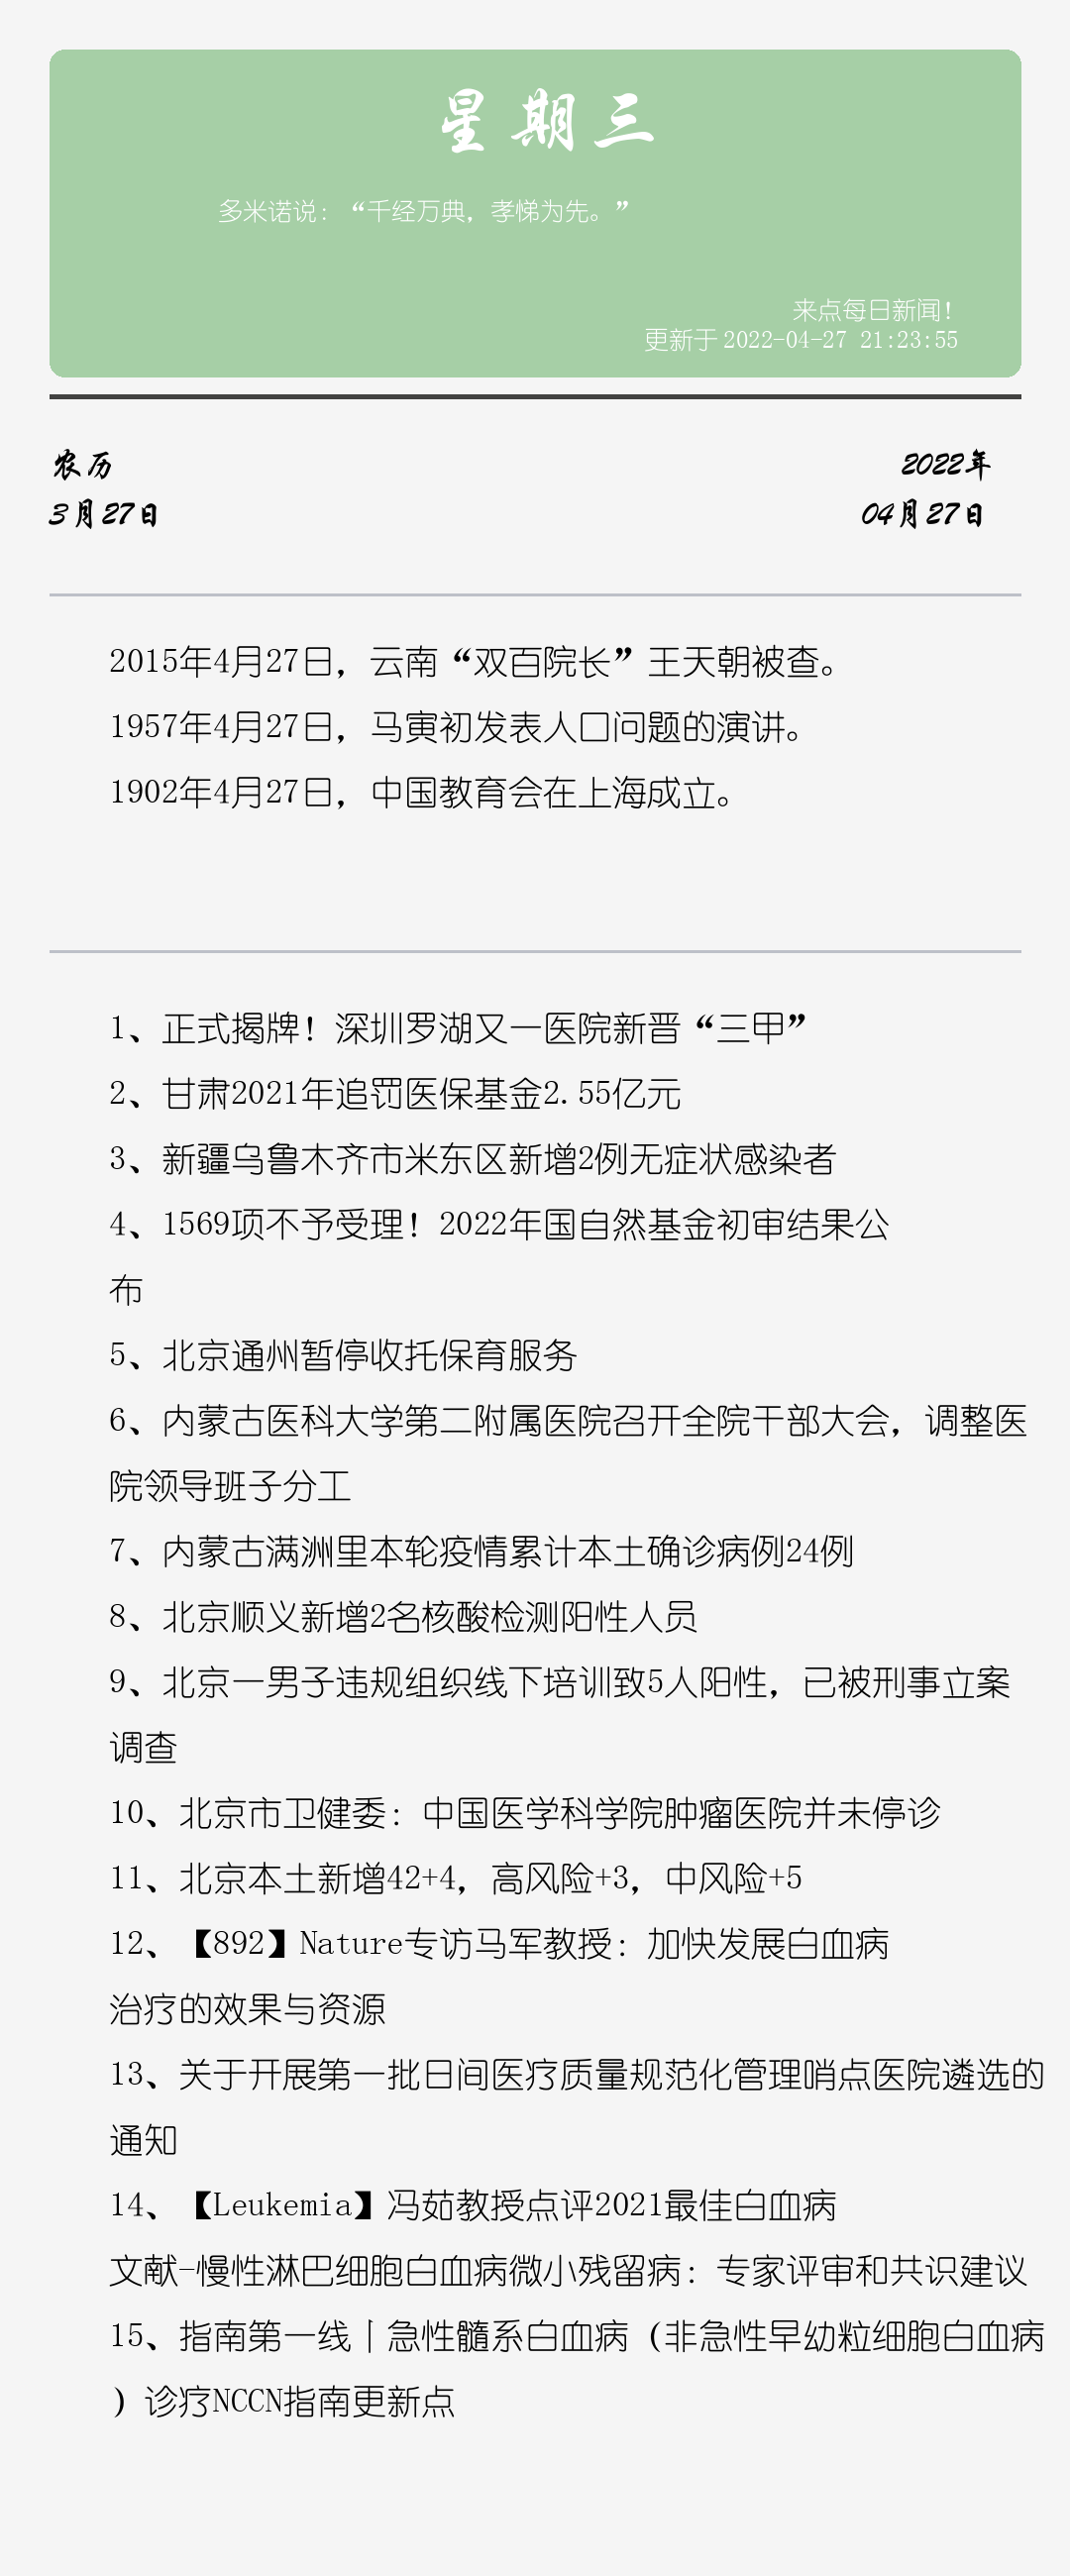 星期三
多米诺说：“千经万典，孝悌为先。”
来点每日新闻！
更新于 2022-04-27 21:23:55
农历
2022年
3月27日
04月27日
2015年4月27日，云南“双百院长”王天朝被查。
1957年4月27日，马寅初发表人口问题的演讲。
1902年4月27日，中国教育会在上海成立。
1、正式揭牌！深圳罗湖又一医院新晋“三甲”
2、甘肃2021年追罚医保基金2.55亿元
3、新疆乌鲁木齐市米东区新增2例无症状感染者
4、1569项不予受理！2022年国自然基金初审结果公
布
5、北京通州暂停收托保育服务
6、内蒙古医科大学第二附属医院召开全院干部大会，调整医
院领导班子分工
7、内蒙古满洲里本轮疫情累计本土确诊病例24例
8、北京顺义新增2名核酸检测阳性人员
9、北京一男子违规组织线下培训致5人阳性，已被刑事立案
调查
10、北京市卫健委：中国医学科学院肿瘤医院并未停诊
11、北京本土新增42+4，高风险+3，中风险+5
12、【892】Nature专访马军教授：加快发展白血病
治疗的效果与资源
13、关于开展第一批日间医疗质量规范化管理哨点医院遴选的
通知
14、【Leukemia】冯茹教授点评2021最佳白血病
文献-慢性淋巴细胞白血病微小残留病：专家评审和共识建议
15、指南第一线丨急性髓系白血病（非急性早幼粒细胞白血病
）诊疗NCCN指南更新点